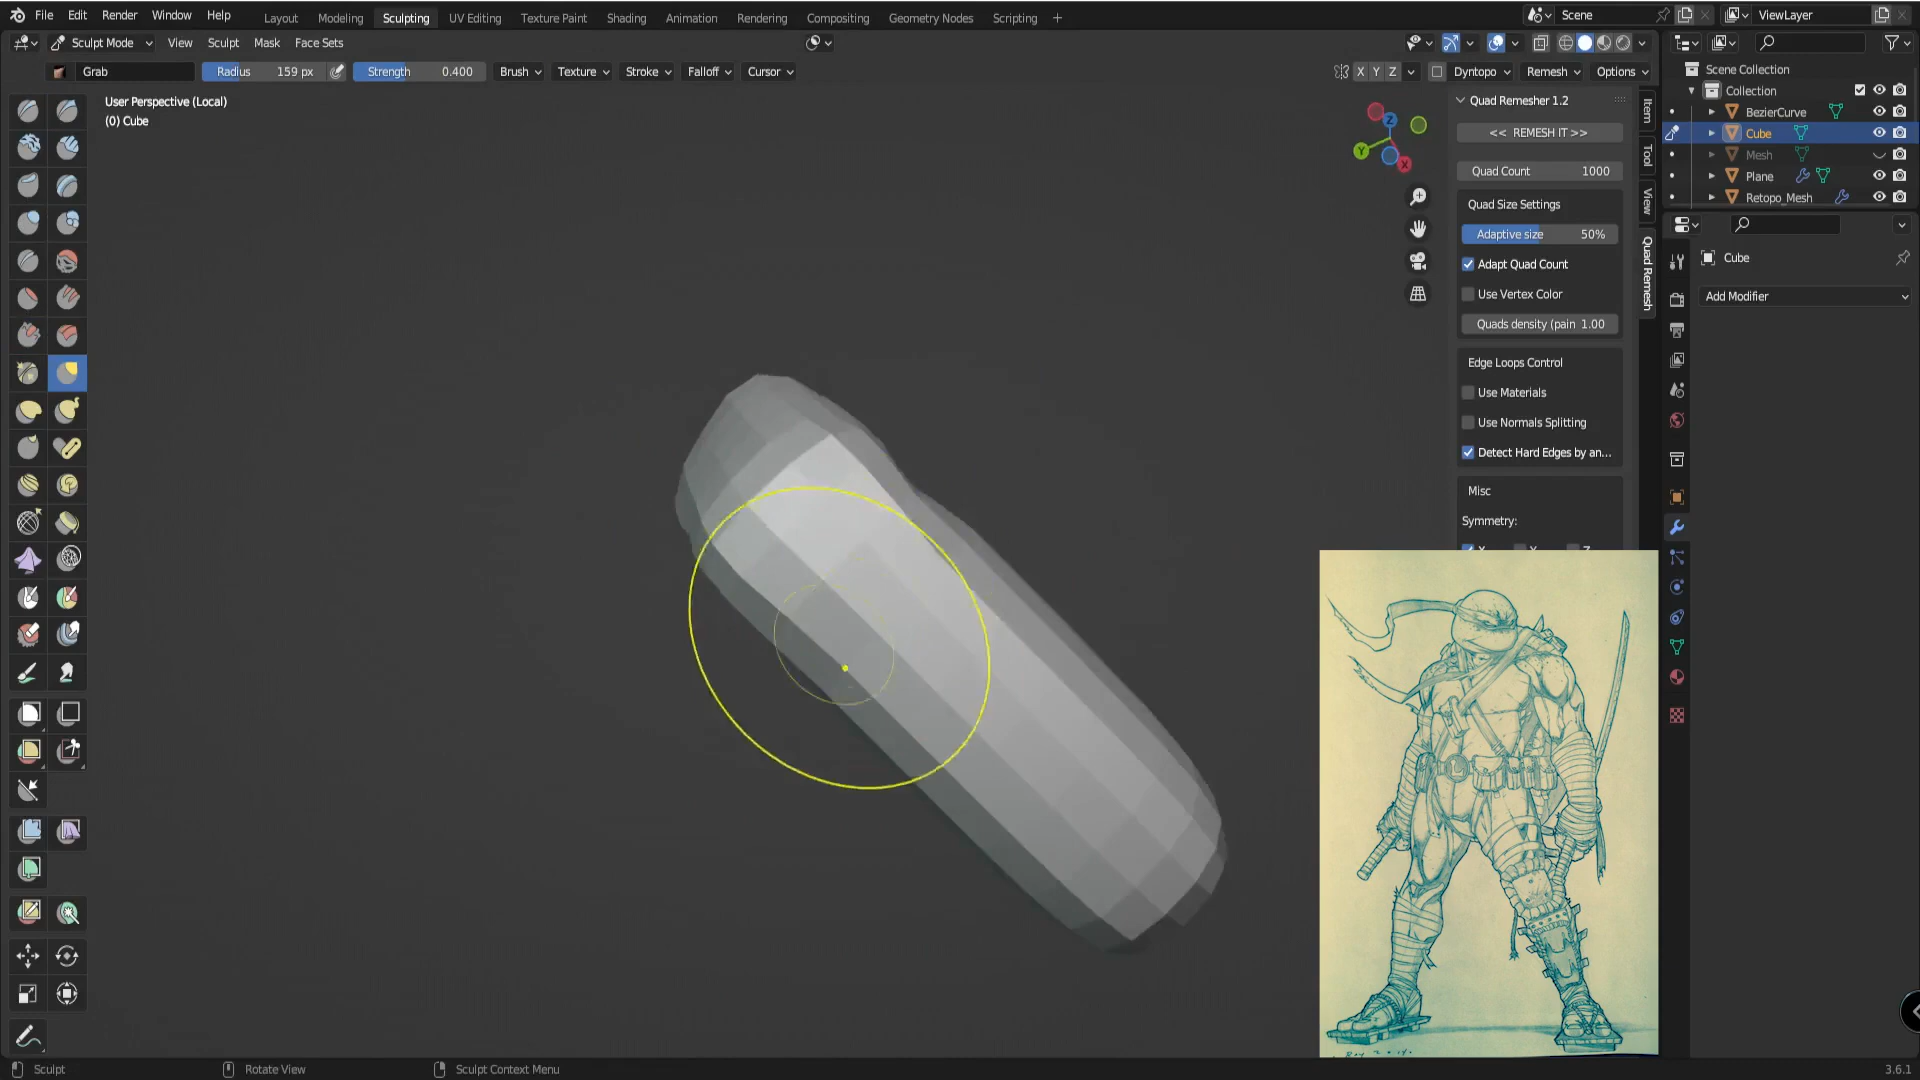 File Edit Render Window Help Layout Modeling Sculpting UV Editing Texture Paint Shading Animation Rendering Compositing Geometry Nodes Scripting Scene ViewLayer
Sculpt Mode View Sculpt Mask Face Sets
Grab Radius 159 px Strength 0.400 Brush Texture Stroke Falloff Cursor X Y Z Dyntopo Remesh Options
User Perspective (Local)
(0) Cube
Z
Y
X
Quad Remesher 1.2
<< REMESH IT >>
Quad Count 1000
Quad Size Settings
Adaptive size 50%
Adapt Quad Count
Use Vertex Color
Quads density (pain 1.00
Edge Loops Control
Use Materials
Use Normals Splitting
Detect Hard Edges by an...
Misc
Symmetry:
Item
Tool
View
Quad Remesh
Scene Collection
Collection
BezierCurve
Cube
Mesh
Plane
Retopo_Mesh
Cube
Add Modifier
Sculpt Rotate View Sculpt Context Menu 3.6.1